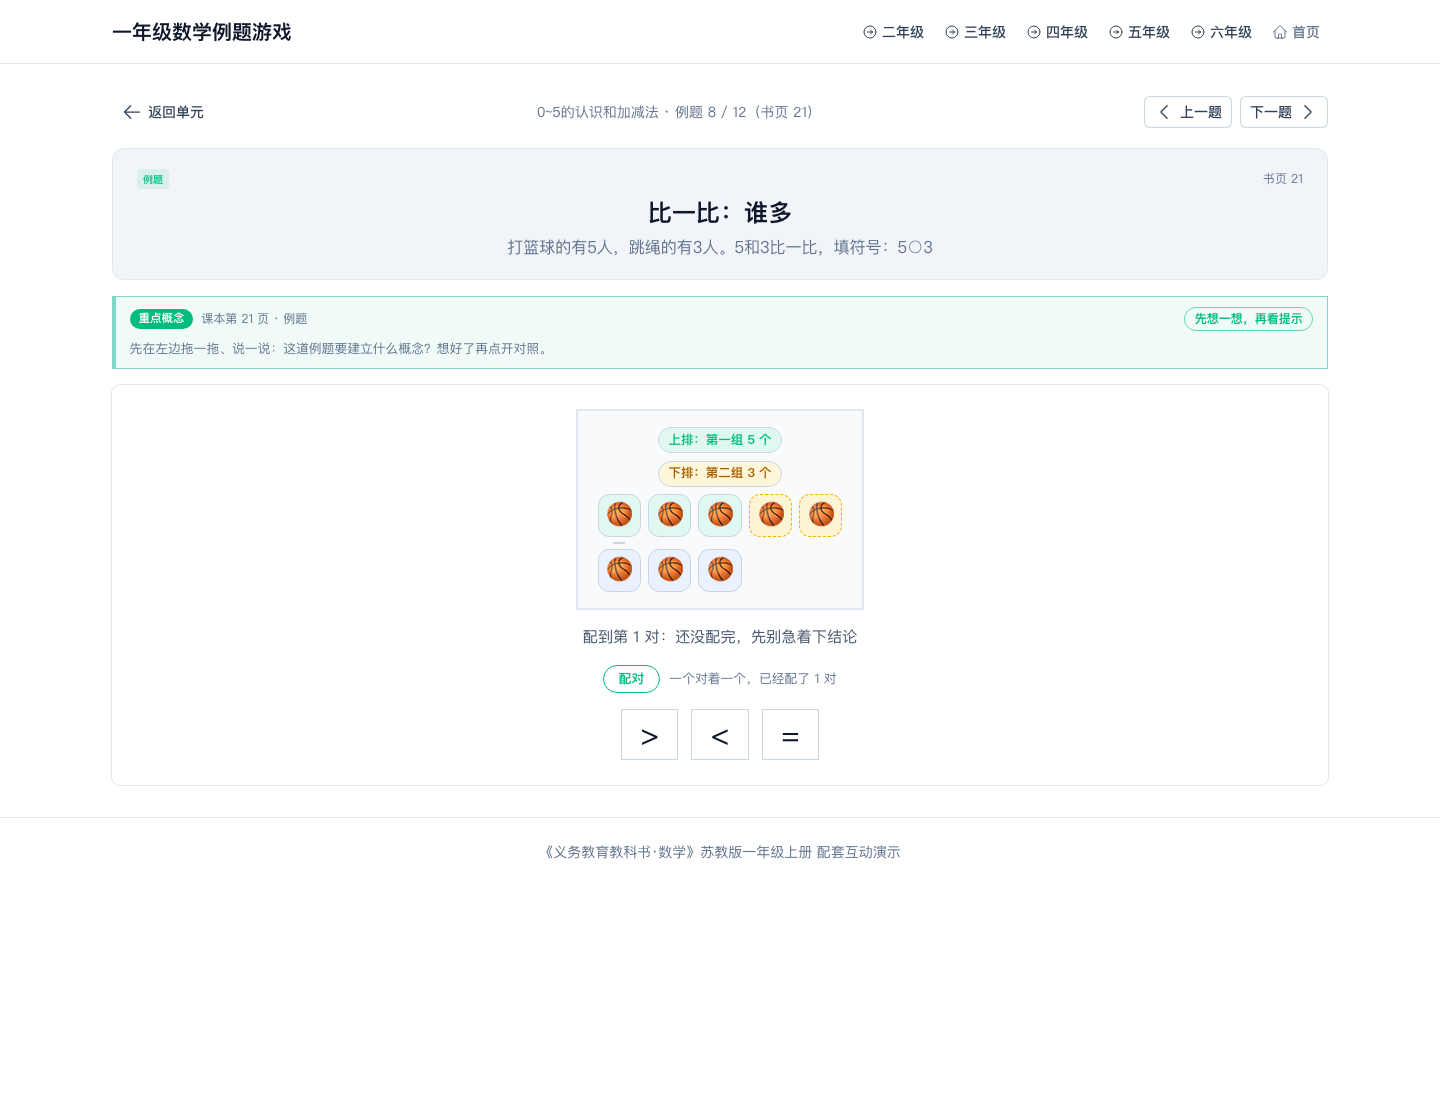 一年级数学例题游戏
二年级 三年级 四年级 五年级 六年级 首页
返回单元
0~5的认识和加减法 · 例题 8 / 12（书页 21）
上一题 下一题
例题
书页 21
比一比：谁多
打篮球的有5人，跳绳的有3人。5和3比一比，填符号：5○3
重点概念 课本第 21 页 · 例题
先想一想，再看提示
先在左边拖一拖、说一说：这道例题要建立什么概念？想好了再点开对照。
上排：第一组 5 个
下排：第二组 3 个
配到第 1 对：还没配完，先别急着下结论
配对 一个对着一个，已经配了 1 对
> < =
《义务教育教科书·数学》苏教版一年级上册 配套互动演示